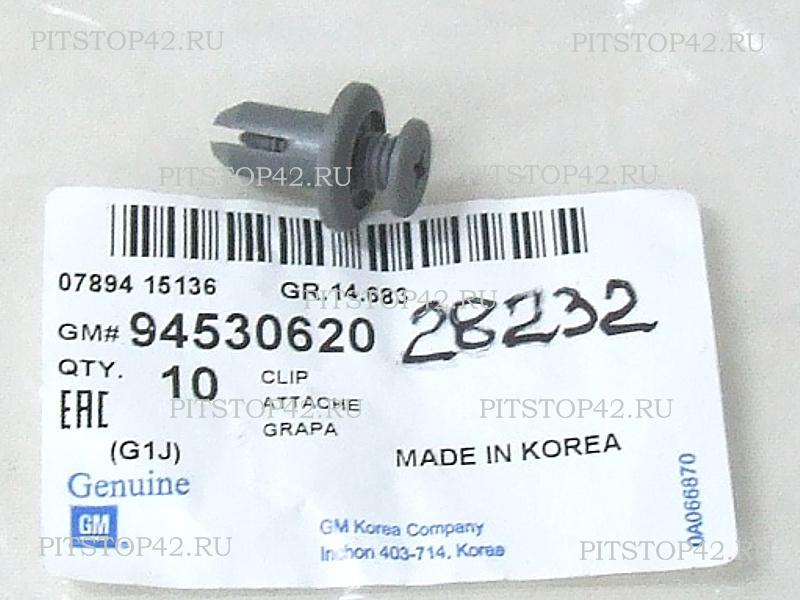 PITSTOP42.RU PITSTOP42.RU
PITSTOP42.RU PITSTOP42.RU
07894 15136 GR.14.683
PITSTOP42.RU
GM# 94530620 28232
QTY. 10 CLIP
ATTACHE
GRAPA
PITSTOP42.RU PITSTOP42.RU
EAC
(G1J) MADE IN KOREA
Genuine
GM
GM Korea Company
Inchon 403-714, Korea
0A066870
PITSTOP42.RU PITSTOP42.RU PITSTOP42.RU